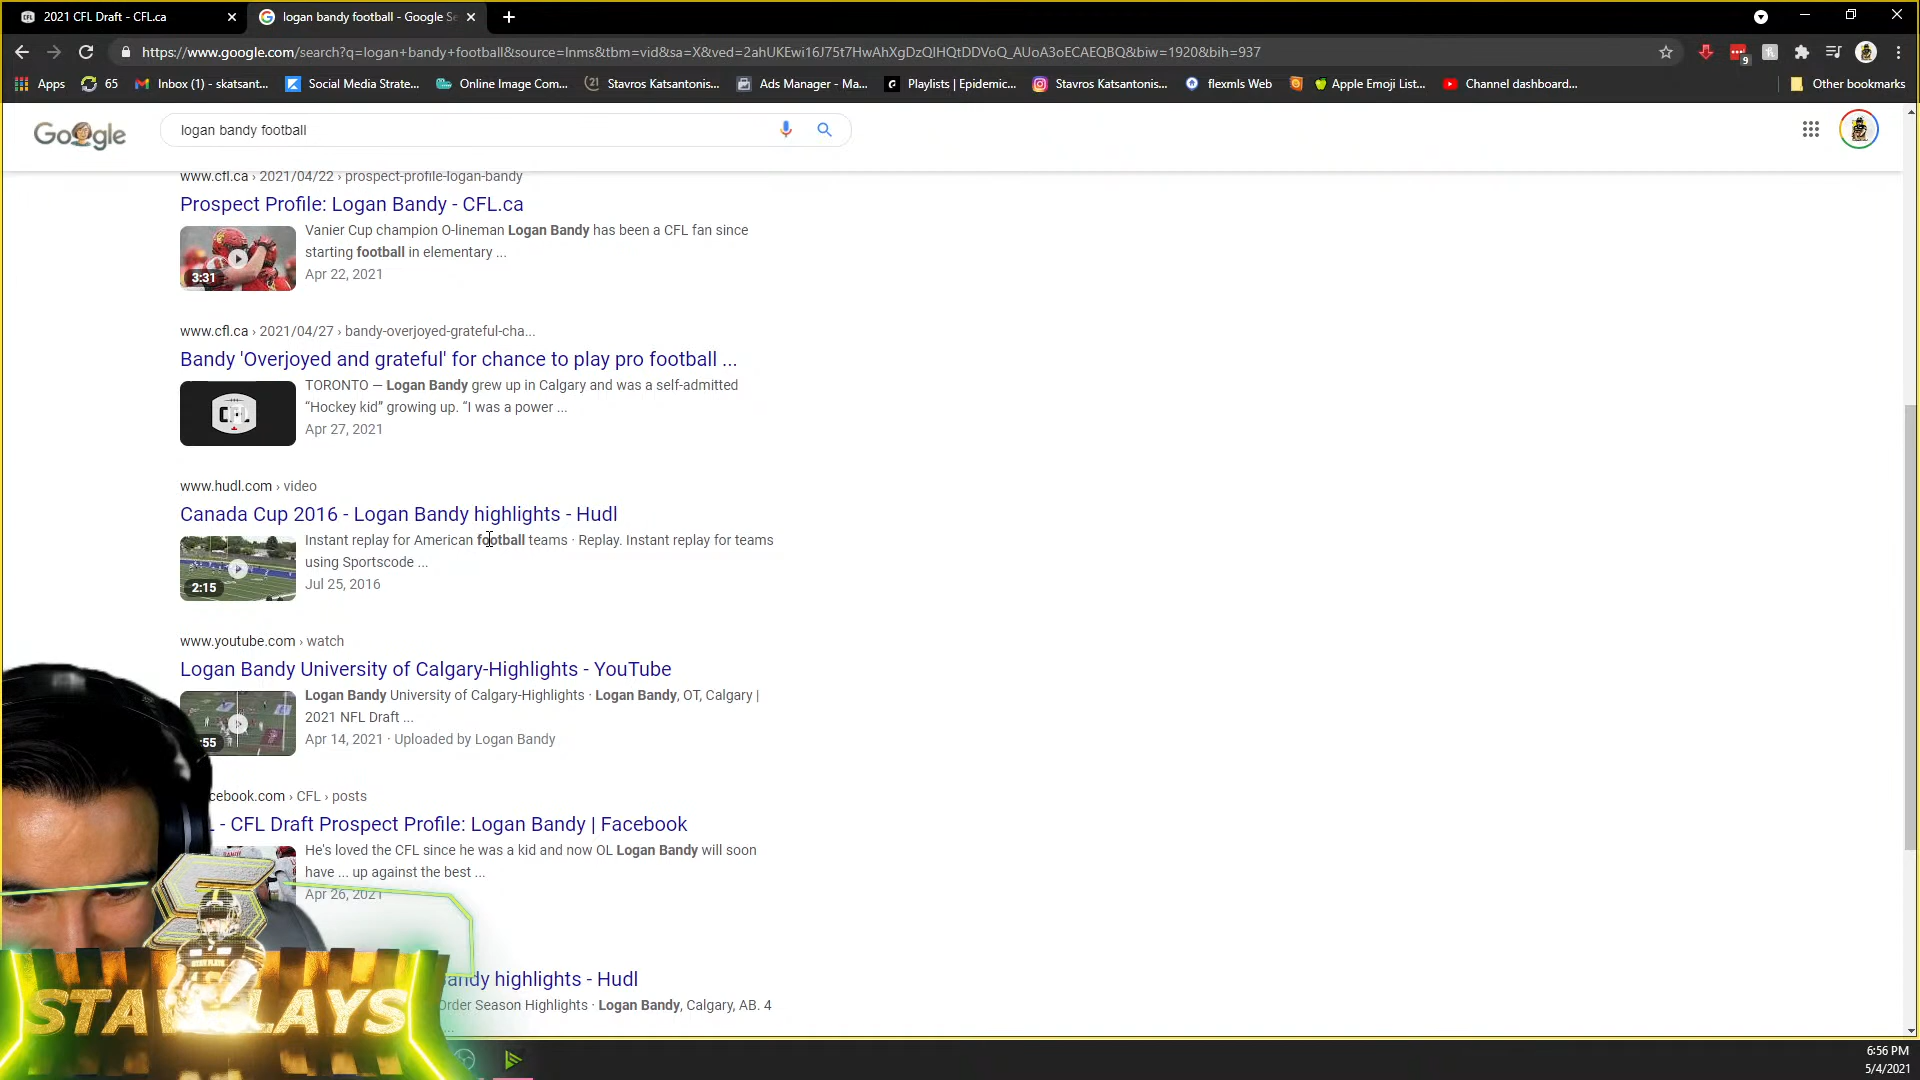 2021 CFL Draft - CFL.ca
logan bandy football - Google Se
https://www.google.com/search?q=logan+bandy+football&source=lnms&tbm=vid&sa=X&ved=2ahUKEwi16J75t7HwAhXgDzQIHQtDDVoQ_AUoA3oECAEQBQ&biw=1920&bih=937
9
Apps
65
Inbox (1) - skatsant...
Social Media Strate...
Online Image Com...
Stavros Katsantonis...
Ads Manager - Ma...
Playlists | Epidemic...
Stavros Katsantonis...
flexmls Web
Apple Emoji List...
Channel dashboard...
Other bookmarks
Google
logan bandy football
www.cfl.ca › 2021/04/22 › prospect-profile-logan-bandy
Prospect Profile: Logan Bandy - CFL.ca
Vanier Cup champion O-lineman Logan Bandy has been a CFL fan since
starting football in elementary ...
3:31
Apr 22, 2021
www.cfl.ca › 2021/04/27 › bandy-overjoyed-grateful-cha...
Bandy 'Overjoyed and grateful' for chance to play pro football ...
TORONTO — Logan Bandy grew up in Calgary and was a self-admitted
“Hockey kid” growing up. “I was a power ...
CFL
Apr 27, 2021
www.hudl.com › video
Canada Cup 2016 - Logan Bandy highlights - Hudl
Instant replay for American football teams · Replay. Instant replay for teams
using Sportscode ...
2:15
Jul 25, 2016
www.youtube.com › watch
Logan Bandy University of Calgary-Highlights - YouTube
Logan Bandy University of Calgary-Highlights · Logan Bandy, OT, Calgary |
2021 NFL Draft ...
:55
Apr 14, 2021 · Uploaded by Logan Bandy
cebook.com › CFL › posts
- CFL Draft Prospect Profile: Logan Bandy | Facebook
He's loved the CFL since he was a kid and now OL Logan Bandy will soon
have ... up against the best ...
Apr 26, 2021
andy highlights - Hudl
Order Season Highlights · Logan Bandy, Calgary, AB. 4
...
STAV LAYS
6:56 PM
5/4/2021